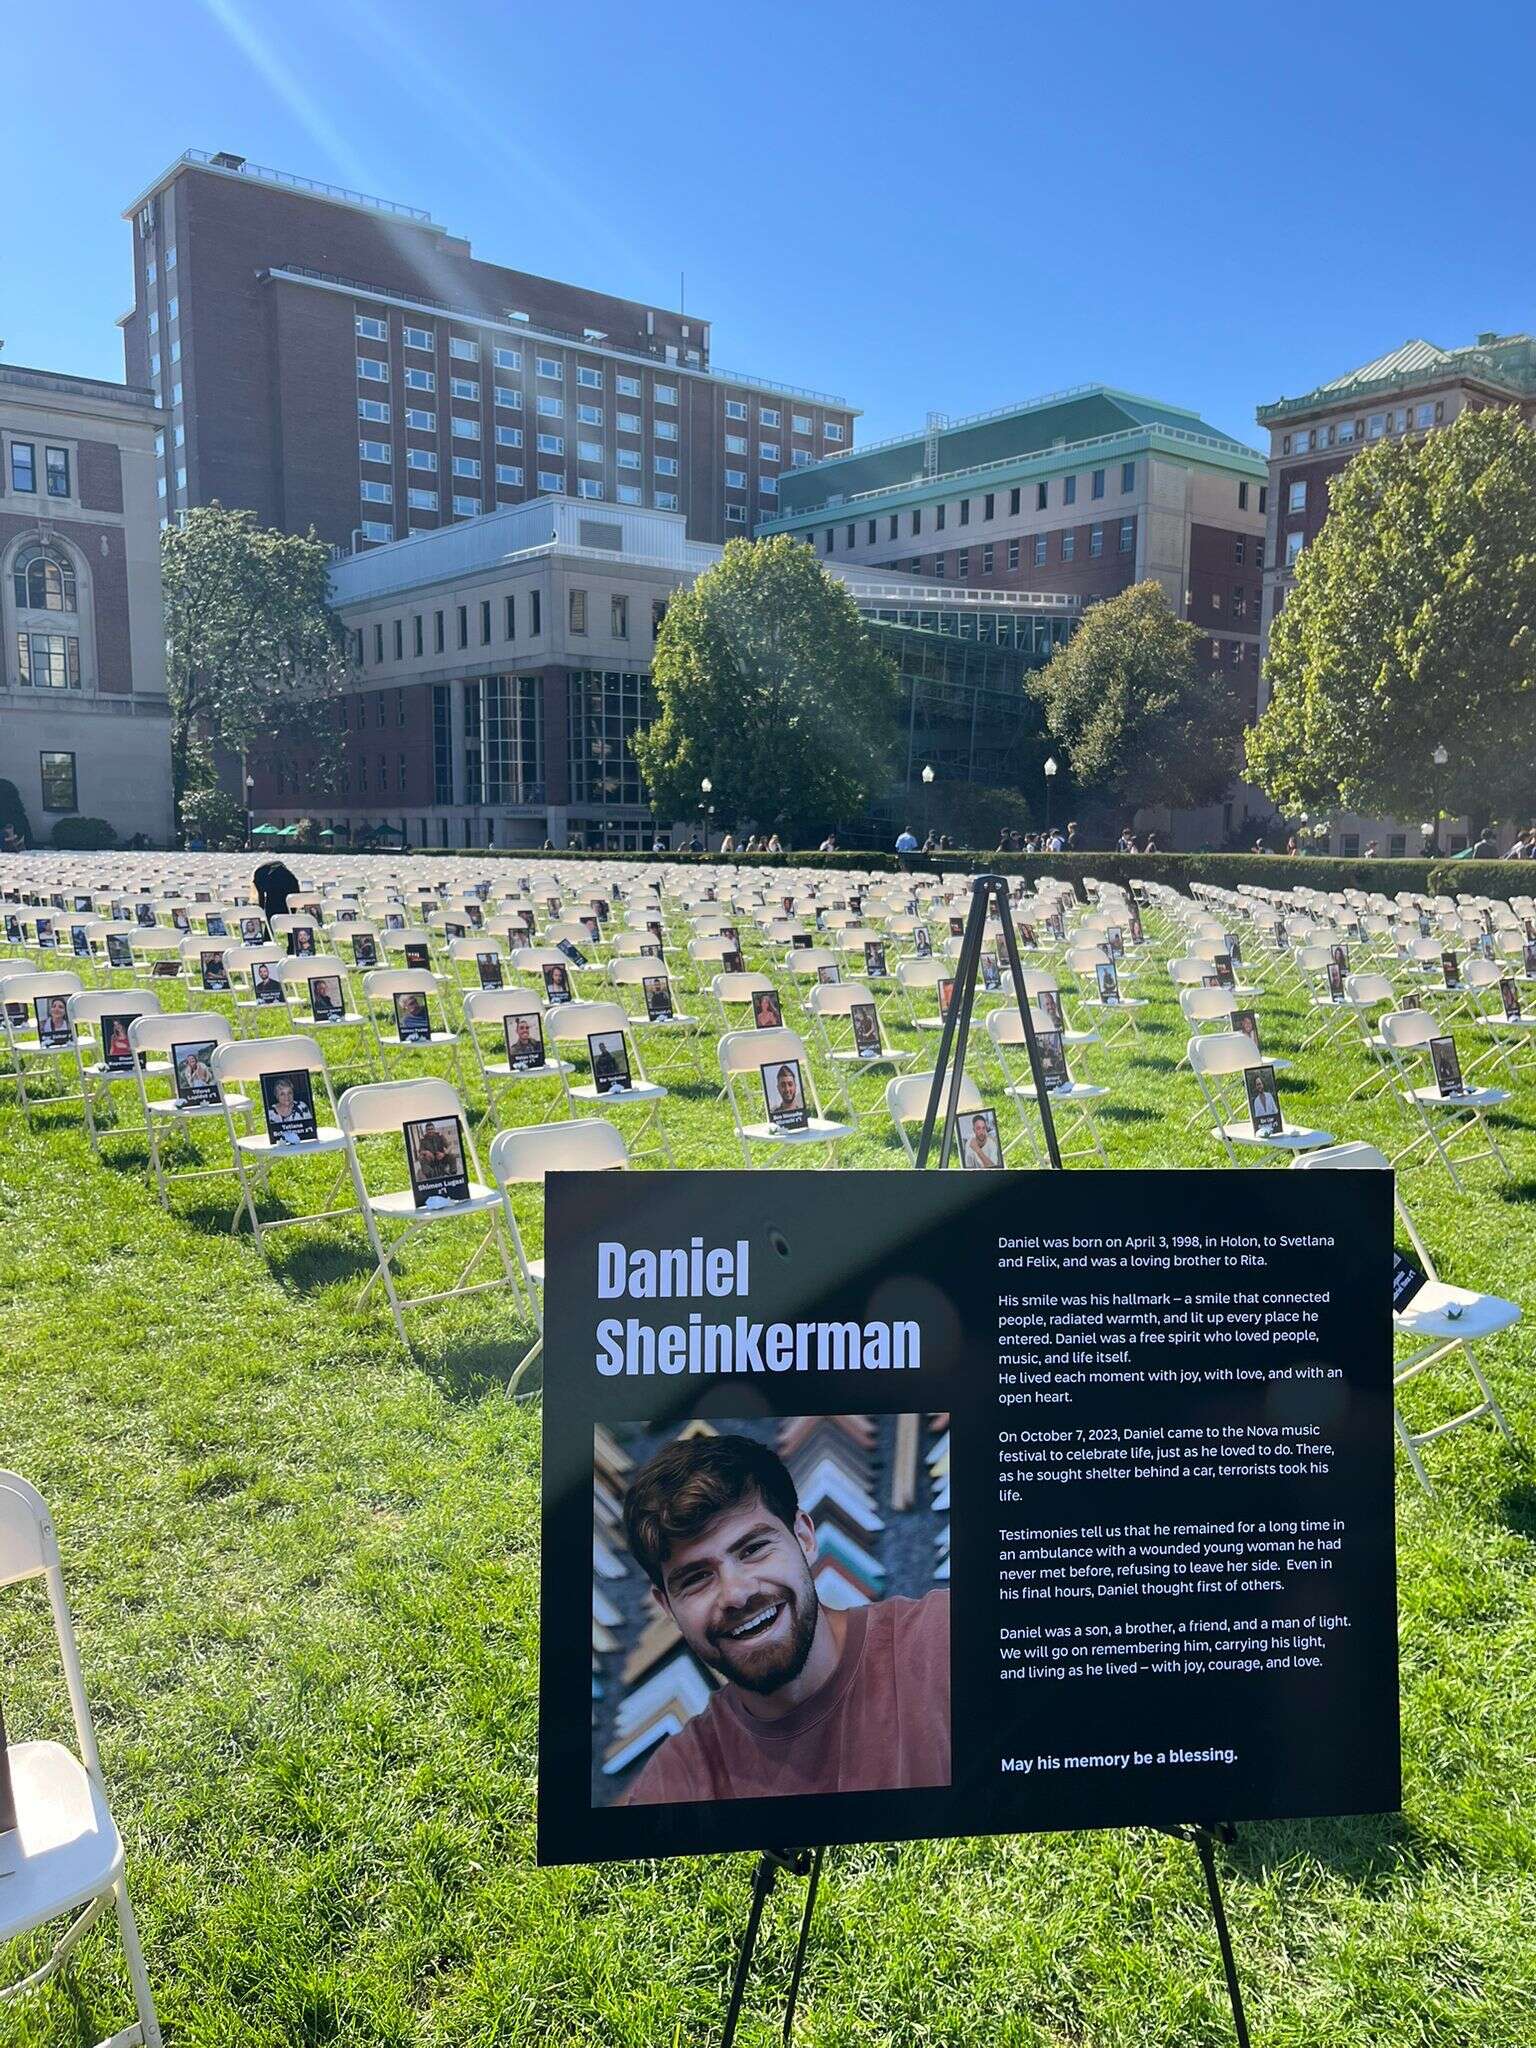 Daniel
Sheinkerman
Daniel was born on April 3, 1998, in Holon, to Svetlana
and Felix, and was a loving brother to Rita.
His smile was his hallmark – a smile that connected
people, radiated warmth, and lit up every place he
entered. Daniel was a free spirit who loved people,
music, and life itself.
He lived each moment with joy, with love, and with an
open heart.
On October 7, 2023, Daniel came to the Nova music
festival to celebrate life, just as he loved to do. There,
as he sought shelter behind a car, terrorists took his
life.
Testimonies tell us that he remained for a long time in
an ambulance with a wounded young woman he had
never met before, refusing to leave her side. Even in
his final hours, Daniel thought first of others.
Daniel was a son, a brother, a friend, and a man of light.
We will go on remembering him, carrying his light,
and living as he lived – with joy, courage, and love.
May his memory be a blessing.
Shimon Lugasi
ז"ל
Tatiana